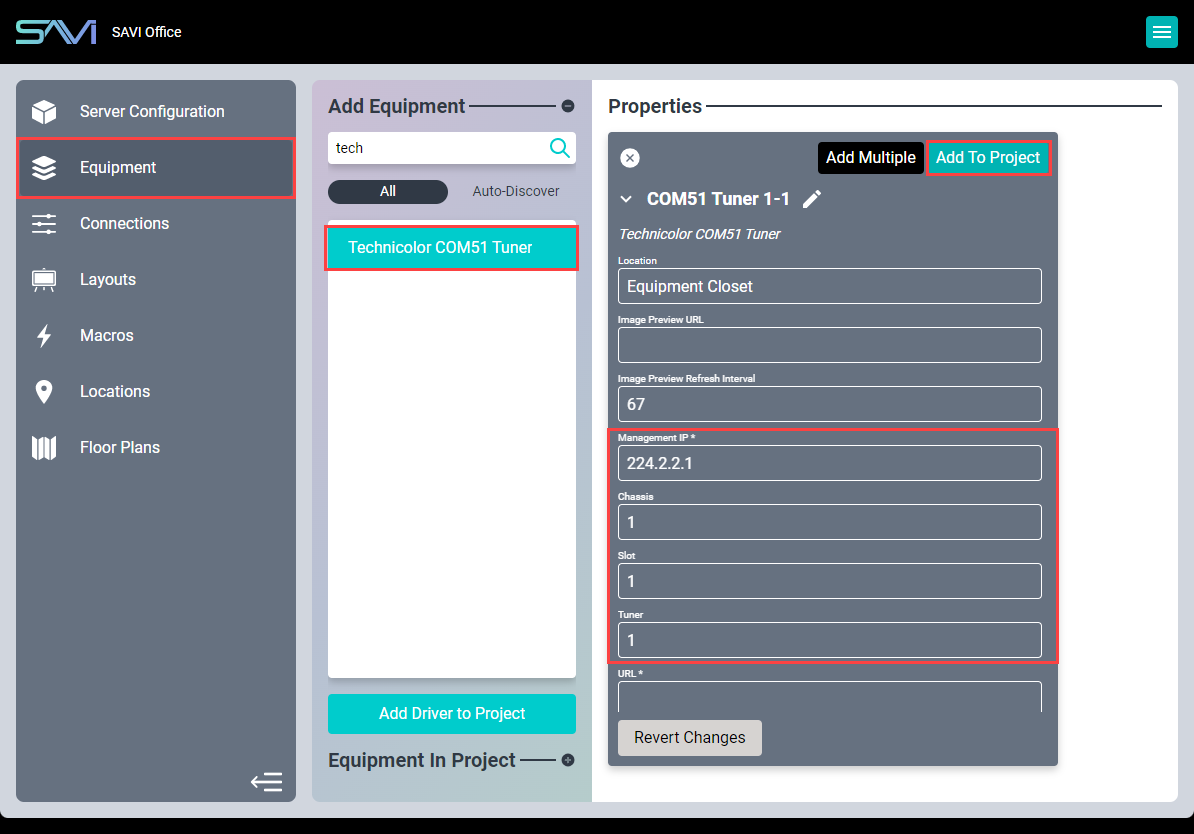 SAVI SAVI Office
Server Configuration
Equipment
Connections
Layouts
Macros
Locations
Floor Plans
Add Equipment
tech
All Auto-Discover
Technicolor COM51 Tuner
Add Driver to Project
Equipment In Project
Properties
Add Multiple Add To Project
COM51 Tuner 1-1
Technicolor COM51 Tuner
Location
Equipment Closet
Image Preview URL
Image Preview Refresh Interval
67
Management IP *
224.2.2.1
Chassis
1
Slot
1
Tuner
1
URL *
Revert Changes